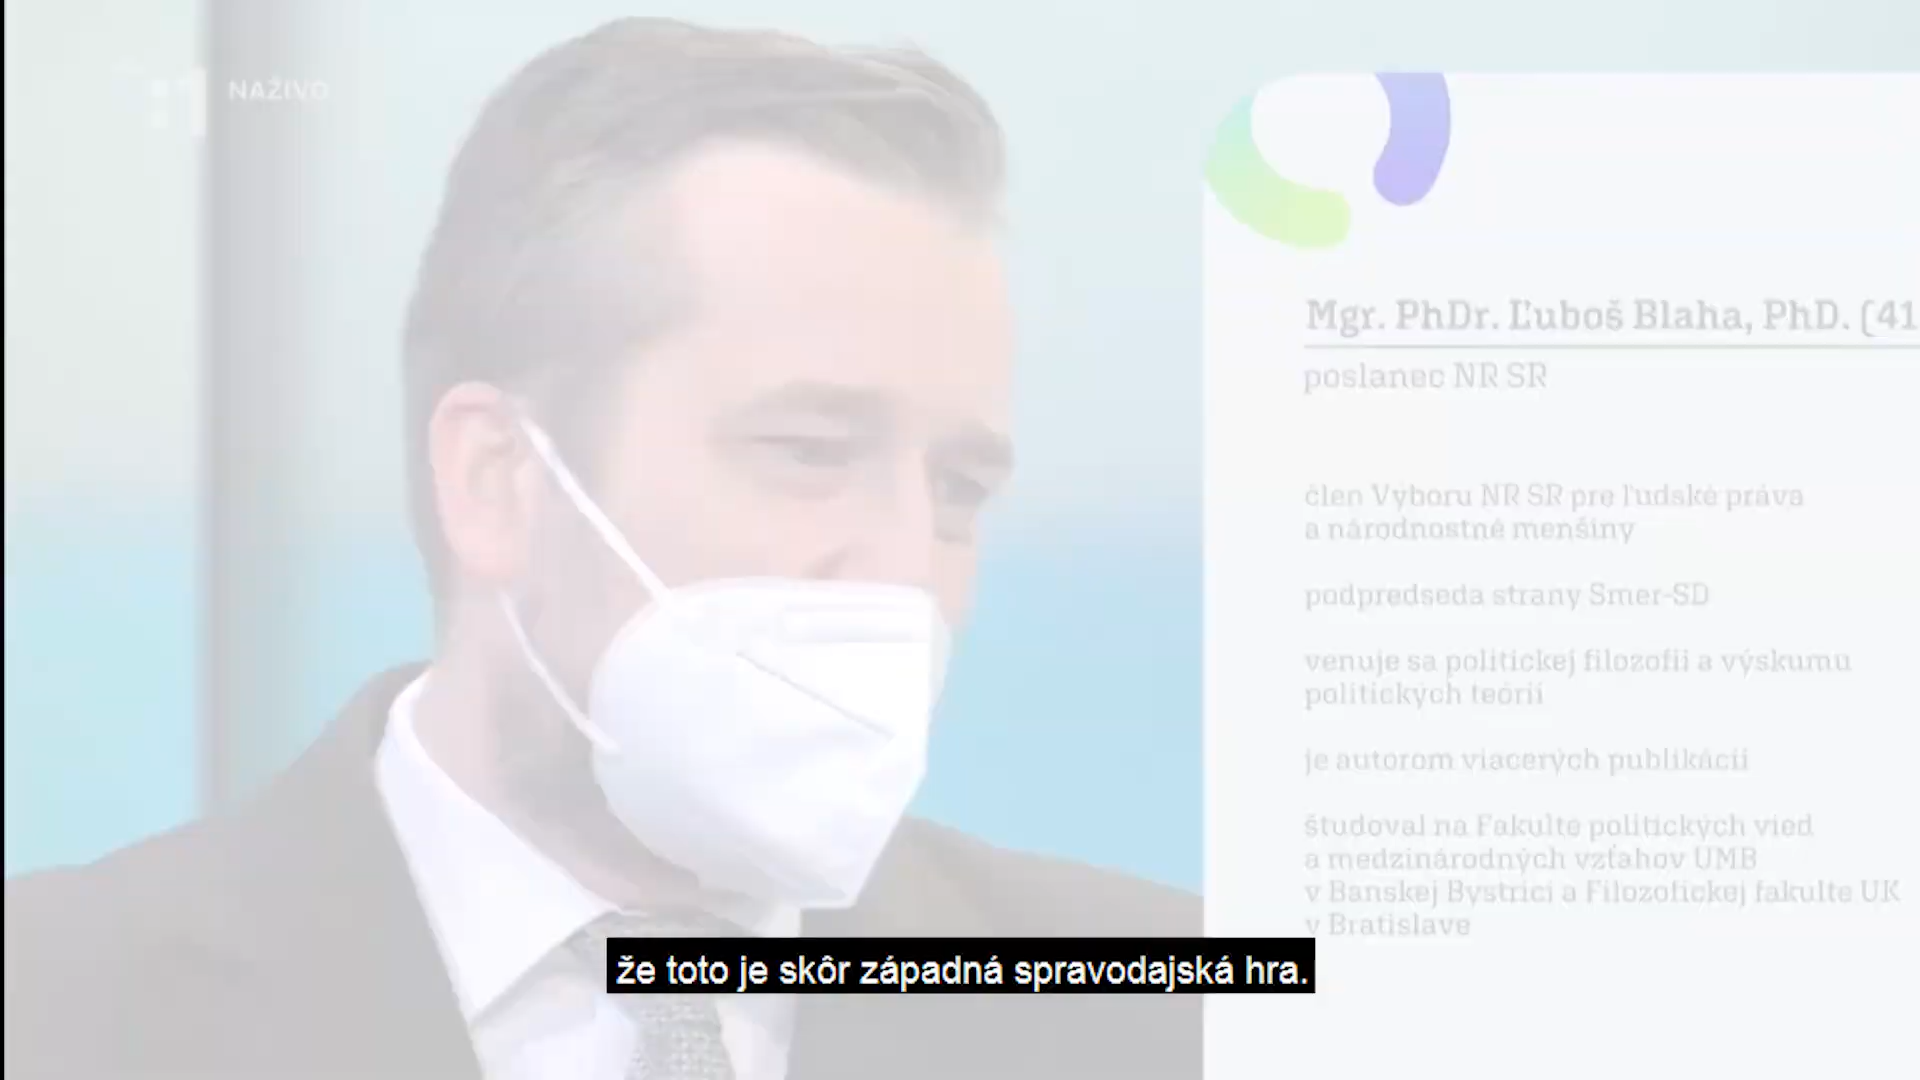 NAŽIVO
Mgr. PhDr. Ľuboš Blaha, PhD. (41
poslanec NR SR
člen Výboru NR SR pre ľudské práva
a národnostné menšiny
podpredseda strany Smer-SD
venuje sa politickej filozofii a výskumu
politických teórií
je autorom viacerých publikácií
študoval na Fakulte politických vied
a medzinárodných vzťahov UMB
v Banskej Bystrici a Filozofickej fakulte UK
v Bratislave
že toto je skôr západná spravodajská hra.